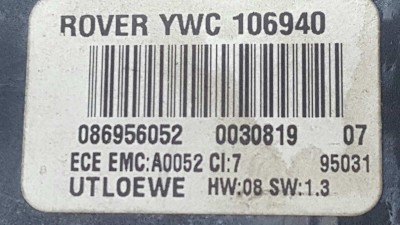 ROVER YWC 106940
086956052 0030819 07
ECE EMC:A0052 CI:7 95031
UTLOEWE HW:08 SW:1.3